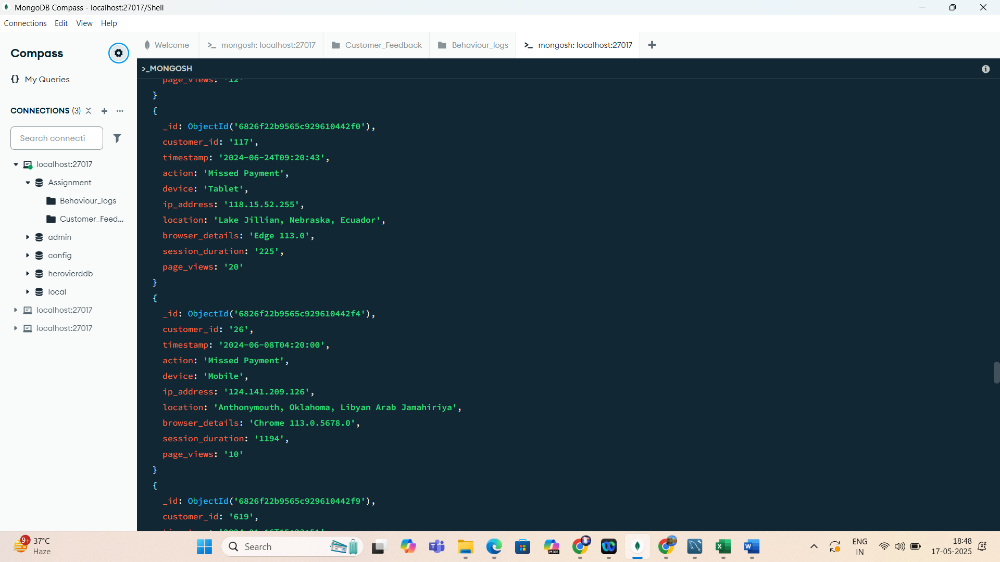 MongoDB Compass - localhost:27017/Shell
Connections Edit View Help
Compass
My Queries
CONNECTIONS (3)
Search connecti
localhost:27017
Assignment
Behaviour_logs
Customer_Feed...
admin
config
herovierddb
local
localhost:27017
localhost:27017
Welcome
mongosh: localhost:27017
Customer_Feedback
Behaviour_logs
mongosh: localhost:27017
>_MONGOSH
page_views: '12'
}
{
_id: ObjectId('6826f22b9565c929610442f0'),
customer_id: '117',
timestamp: '2024-06-24T09:20:43',
action: 'Missed Payment',
device: 'Tablet',
ip_address: '118.15.52.255',
location: 'Lake Jillian, Nebraska, Ecuador',
browser_details: 'Edge 113.0',
session_duration: '225',
page_views: '20'
}
{
_id: ObjectId('6826f22b9565c929610442f4'),
customer_id: '26',
timestamp: '2024-06-08T04:20:00',
action: 'Missed Payment',
device: 'Mobile',
ip_address: '124.141.209.126',
location: 'Anthonymouth, Oklahoma, Libyan Arab Jamahiriya',
browser_details: 'Chrome 113.0.5678.0',
session_duration: '1194',
page_views: '10'
}
{
_id: ObjectId('6826f22b9565c929610442f9'),
customer_id: '619',
9+
37°C
Haze
Search
M365
ENG
IN
18:48
17-05-2025